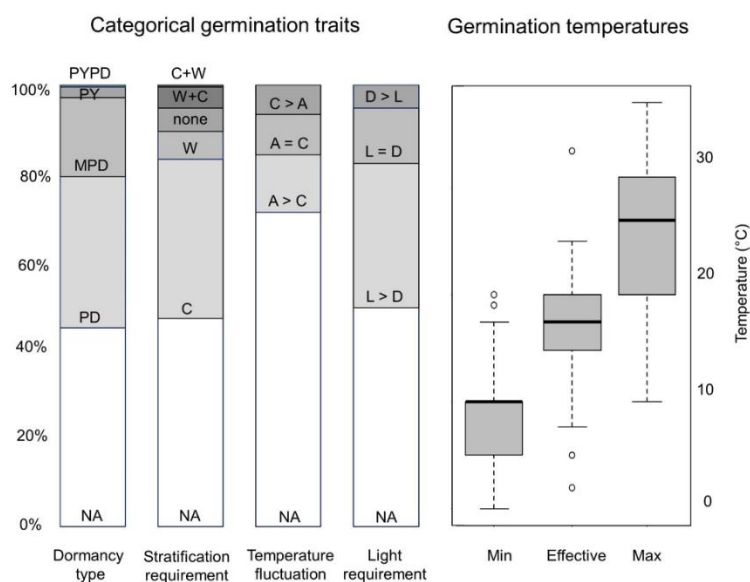 Categorical germination traits
Germination temperatures
PYPD
C+W
100%
PY
W+C
C > A
D > L
none
A = C
L = D
W
MPD
80%
A > C
60%
L > D
PD
C
40%
20%
NA
NA
NA
NA
0%
Dormancy
type
Stratification
requirement
Temperature
fluctuation
Light
requirement
30
20
10
0
Temperature (°C)
Min
Effective
Max